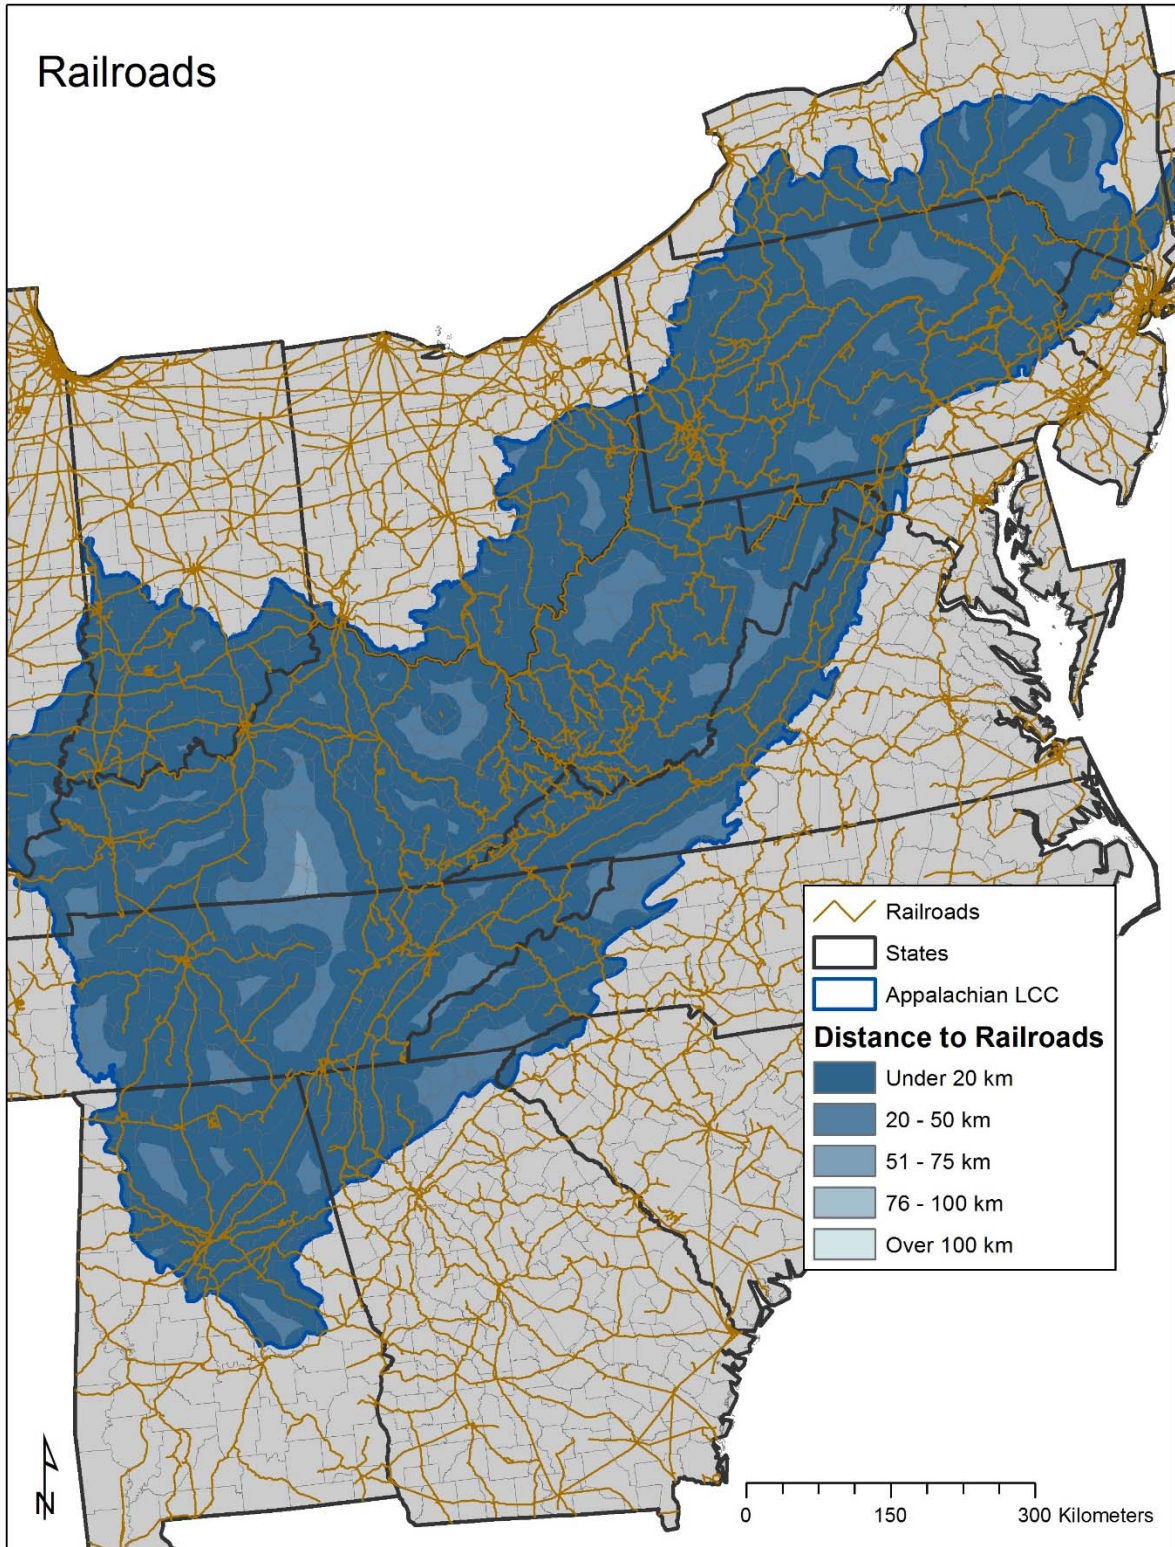 Railroads
Railroads
States
Appalachian LCC
Distance to Railroads
Under 20 km
20 - 50 km
51 - 75 km
76 - 100 km
Over 100 km
N
0 150 300 Kilometers